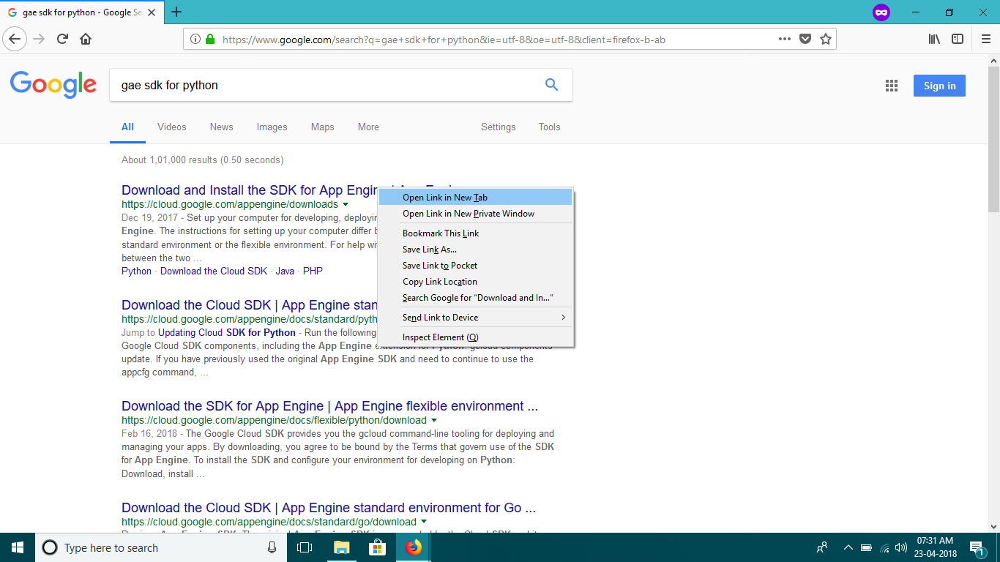 gae sdk for python - Google Se
https://www.google.com/search?q=gae+sdk+for+python&ie=utf-8&oe=utf-8&client=firefox-b-ab
Google
gae sdk for python
Sign in
All Videos News Images Maps More Settings Tools
About 1,01,000 results (0.50 seconds)
Download and Install the SDK for App Engine
https://cloud.google.com/appengine/downloads
Dec 19, 2017 - Set up your computer for developing, deployin
Engine. The instructions for setting up your computer differ b
standard environment or the flexible environment. For help wi
between the two ...
Python · Download the Cloud SDK · Java · PHP
Download the Cloud SDK | App Engine stan
https://cloud.google.com/appengine/docs/standard/pyth
Jump to Updating Cloud SDK for Python - Run the following
Google Cloud SDK components, including the App Engine extension for Python: gcloud components
update. If you have previously used the original App Engine SDK and need to continue to use the
appcfg command, ...
Download the SDK for App Engine | App Engine flexible environment ...
https://cloud.google.com/appengine/docs/flexible/python/download
Feb 16, 2018 - The Google Cloud SDK provides you the gcloud command-line tooling for deploying and
managing your apps. By downloading, you agree to be bound by the Terms that govern use of the SDK
for App Engine. To install the SDK and configure your environment for developing on Python:
Download, install ...
Download the Cloud SDK | App Engine standard environment for Go ...
https://cloud.google.com/appengine/docs/standard/go/download
Open Link in New Tab
Open Link in New Private Window
Bookmark This Link
Save Link As...
Save Link to Pocket
Copy Link Location
Search Google for “Download and In...“
Send Link to Device
Inspect Element (Q)
Type here to search
07:31 AM
23-04-2018
1